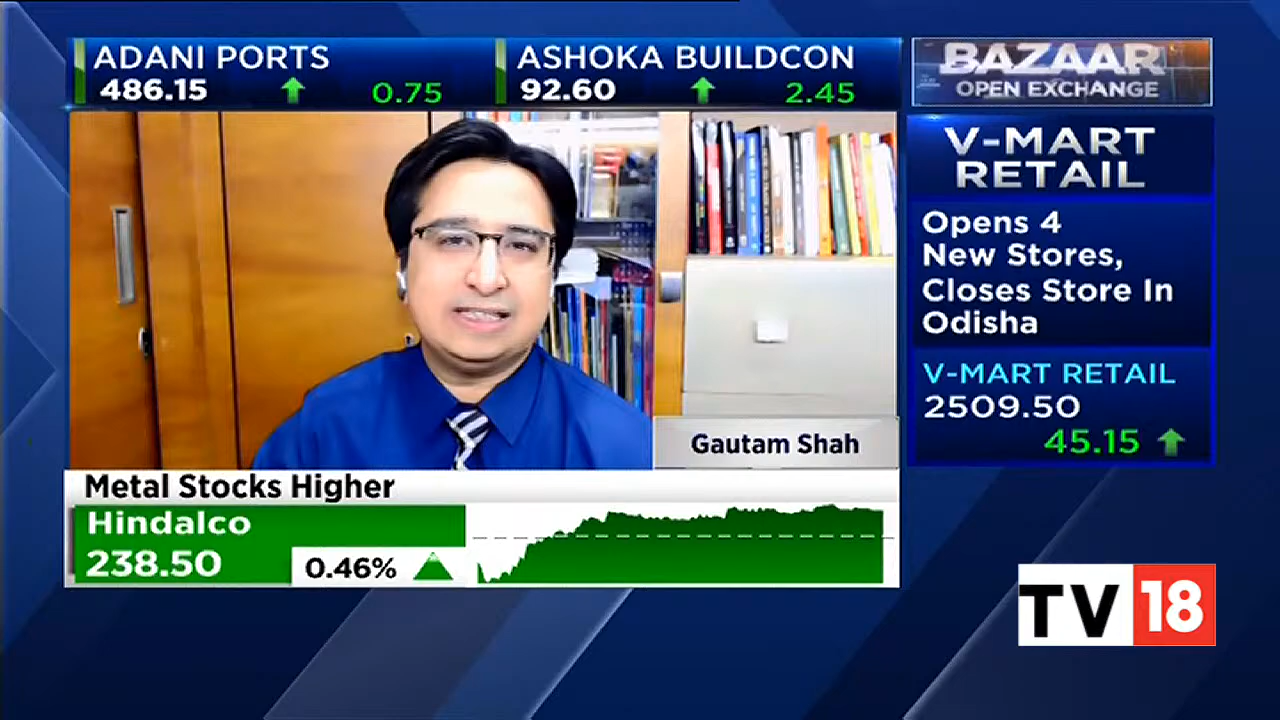 ADANI PORTS
486.15 0.75
ASHOKA BUILDCON
92.60 2.45
BAZAAR
OPEN EXCHANGE
V-MART
RETAIL
Opens 4
New Stores,
Closes Store In
Odisha
V-MART RETAIL
2509.50
45.15
Gautam Shah
Metal Stocks Higher
Hindalco
238.50 0.46%
TV18